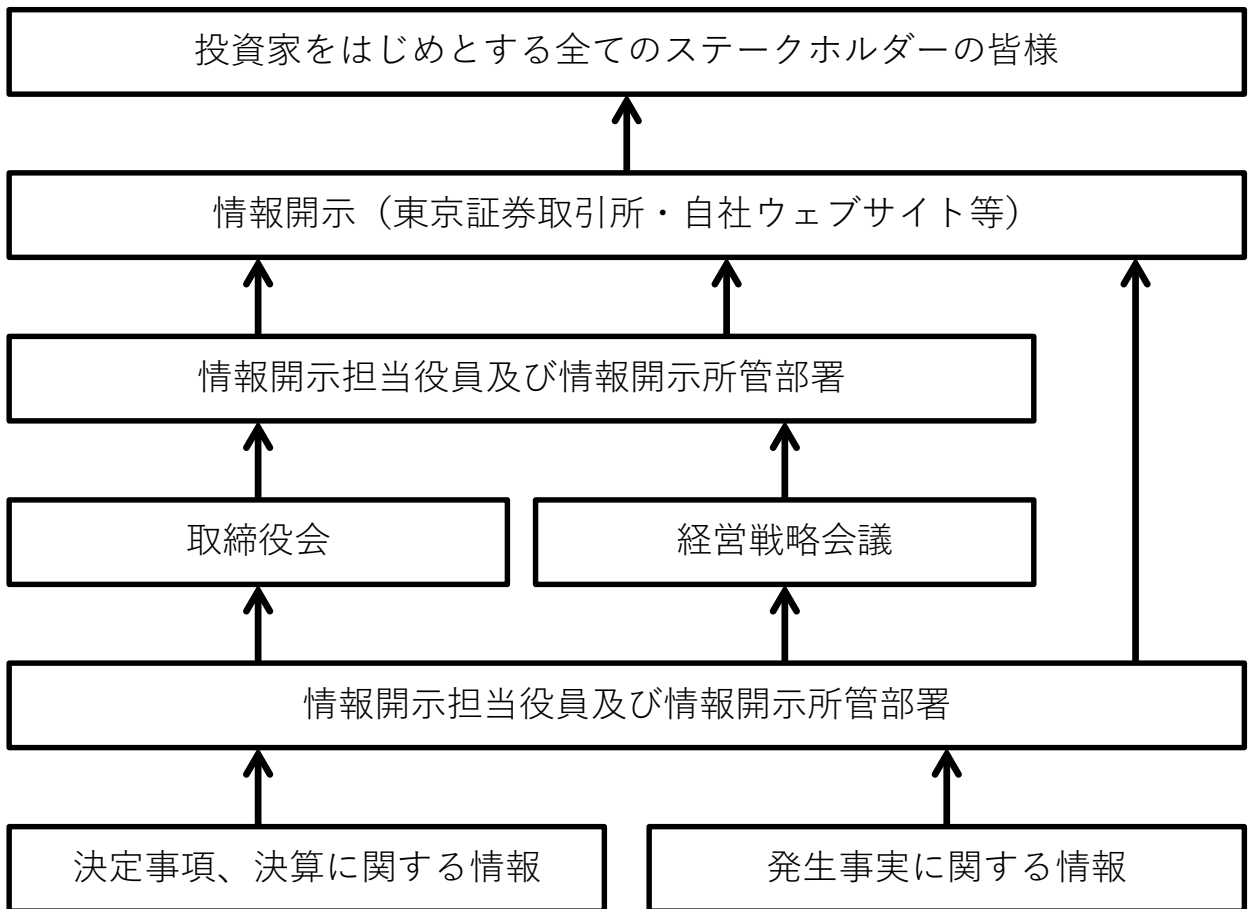 投資家をはじめとする全てのステークホルダーの皆様
情報開示（東京証券取引所・自社ウェブサイト等）
情報開示担当役員及び情報開示所管部署
取締役会
経営戦略会議
情報開示担当役員及び情報開示所管部署
決定事項、決算に関する情報
発生事実に関する情報